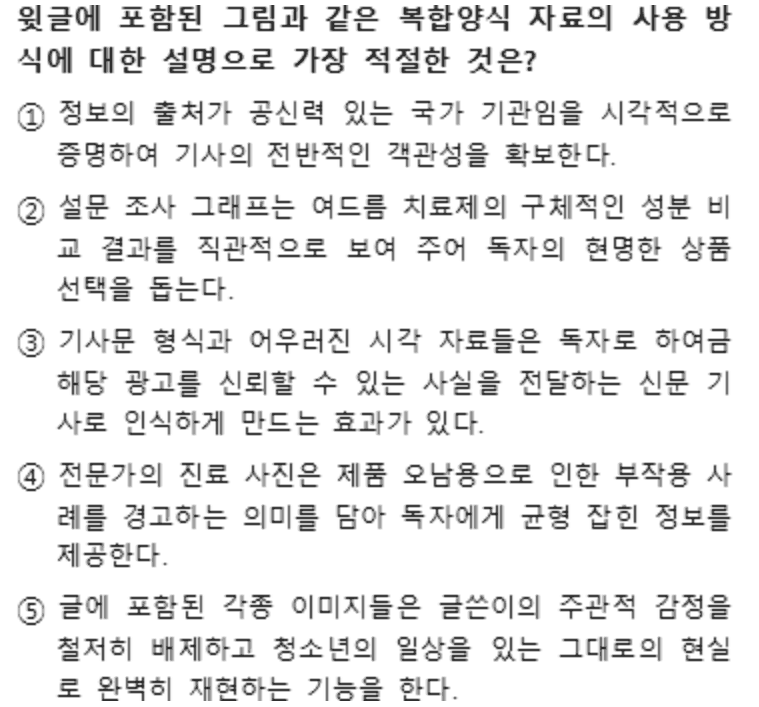 윗글에 포함된 그림과 같은 복합양식 자료의 사용 방
식에 대한 설명으로 가장 적절한 것은?
① 정보의 출처가 공신력 있는 국가 기관임을 시각적으로
증명하여 기사의 전반적인 객관성을 확보한다.
② 설문 조사 그래프는 여드름 치료제의 구체적인 성분 비
교 결과를 직관적으로 보여 주어 독자의 현명한 상품
선택을 돕는다.
③ 기사문 형식과 어우러진 시각 자료들은 독자로 하여금
해당 광고를 신뢰할 수 있는 사실을 전달하는 신문 기
사로 인식하게 만드는 효과가 있다.
④ 전문가의 진료 사진은 제품 오남용으로 인한 부작용 사
례를 경고하는 의미를 담아 독자에게 균형 잡힌 정보를
제공한다.
⑤ 글에 포함된 각종 이미지들은 글쓴이의 주관적 감정을
철저히 배제하고 청소년의 일상을 있는 그대로의 현실
로 완벽히 재현하는 기능을 한다.